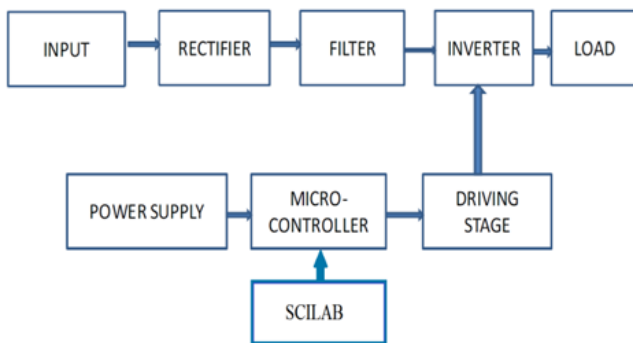 INPUT
RECTIFIER
FILTER
INVERTER
LOAD
POWER SUPPLY
MICRO-
CONTROLLER
DRIVING
STAGE
SCILAB